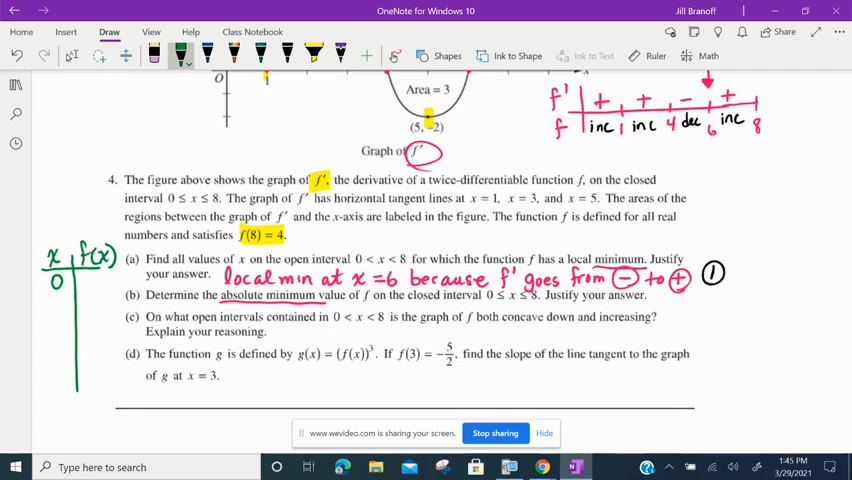 OneNote for Windows 10
Jill Branoff
Home Insert Draw View Help Class Notebook
Share
Shapes Ink to Shape Ink to Text Ruler Math
O
1
x
Area = 3
(5, −2)
Graph of f′
f' + + − +
f inc 1 inc 4 dec 6 inc 8
4. The figure above shows the graph of f′, the derivative of a twice-differentiable function f, on the closed
interval 0 ≤ x ≤ 8. The graph of f′ has horizontal tangent lines at x = 1, x = 3, and x = 5. The areas of the
regions between the graph of f′ and the x-axis are labeled in the figure. The function f is defined for all real
numbers and satisfies f(8) = 4.
x f(x)
0
(a) Find all values of x on the open interval 0 < x < 8 for which the function f has a local minimum. Justify
your answer. local min at x = 6 because f' goes from − to + 1
(b) Determine the absolute minimum value of f on the closed interval 0 ≤ x ≤ 8. Justify your answer.
(c) On what open intervals contained in 0 < x < 8 is the graph of f both concave down and increasing?
Explain your reasoning.
(d) The function g is defined by g(x) = (f(x))³. If f(3) = −5/2, find the slope of the line tangent to the graph
of g at x = 3.
www.wevideo.com is sharing your screen. Stop sharing Hide
Type here to search
1:45 PM
3/29/2021